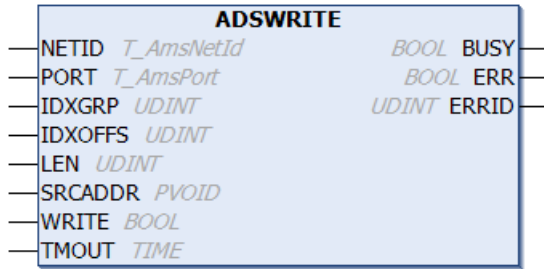 ADSWRITE
NETID T_AmsNetId BOOL BUSY
PORT T_AmsPort BOOL ERR
IDXGRP UDINT UDINT ERRID
IDXOFFS UDINT
LEN UDINT
SRCADDR PVOID
WRITE BOOL
TMOUT TIME